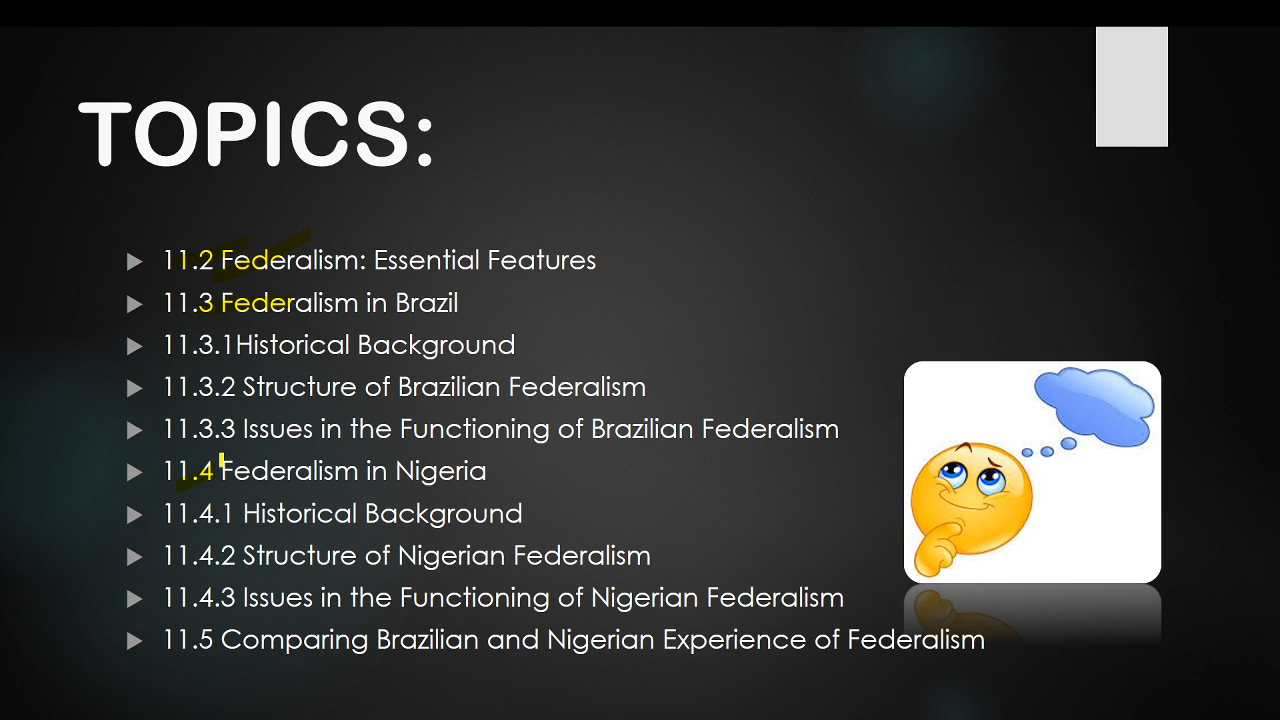 TOPICS:
11.2 Federalism: Essential Features
11.3 Federalism in Brazil
11.3.1Historical Background
11.3.2 Structure of Brazilian Federalism
11.3.3 Issues in the Functioning of Brazilian Federalism
11.4 Federalism in Nigeria
11.4.1 Historical Background
11.4.2 Structure of Nigerian Federalism
11.4.3 Issues in the Functioning of Nigerian Federalism
11.5 Comparing Brazilian and Nigerian Experience of Federalism